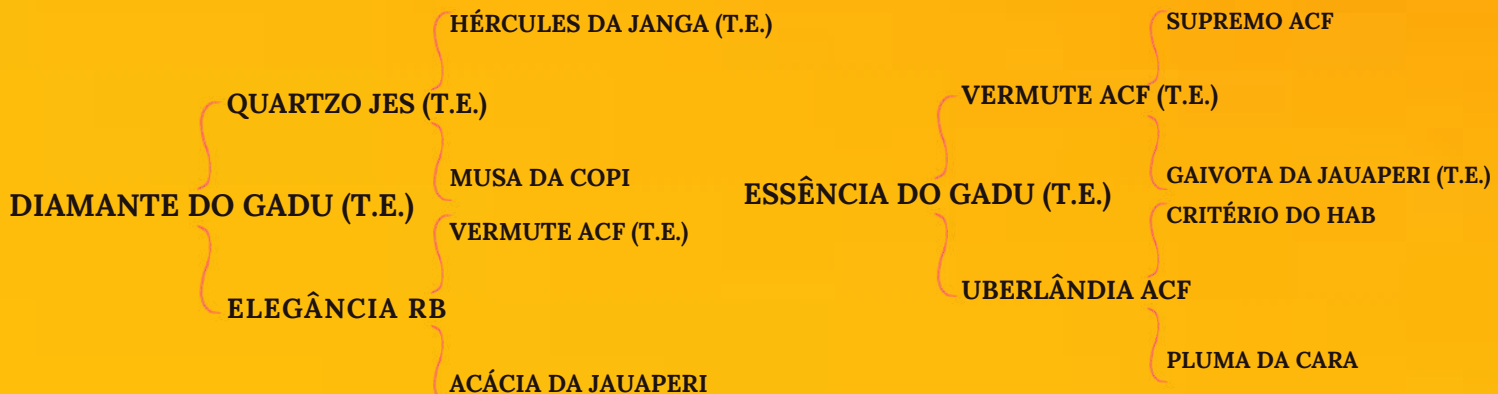 HÉRCULES DA JANGA (T.E.)
QUARTZO JES (T.E.)
MUSA DA COPI
DIAMANTE DO GADU (T.E.)
VERMUTE ACF (T.E.)
ELEGÂNCIA RB
ACÁCIA DA JAUAPERI
SUPREMO ACF
VERMUTE ACF (T.E.)
GAIVOTA DA JAUAPERI (T.E.)
ESSÊNCIA DO GADU (T.E.)
CRITÉRIO DO HAB
UBERLÂNDIA ACF
PLUMA DA CARA